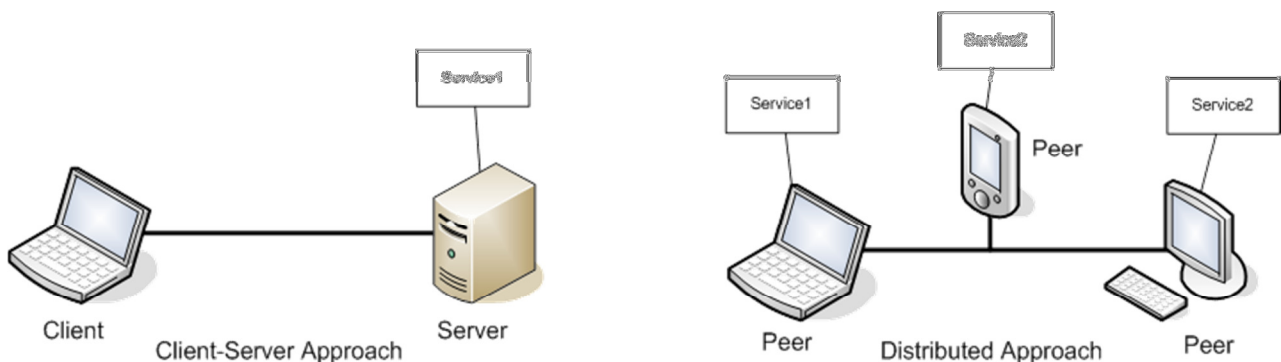 Service1
Client
Server
Client-Server Approach
Service2
Service1
Service2
Peer
Peer
Peer
Distributed Approach